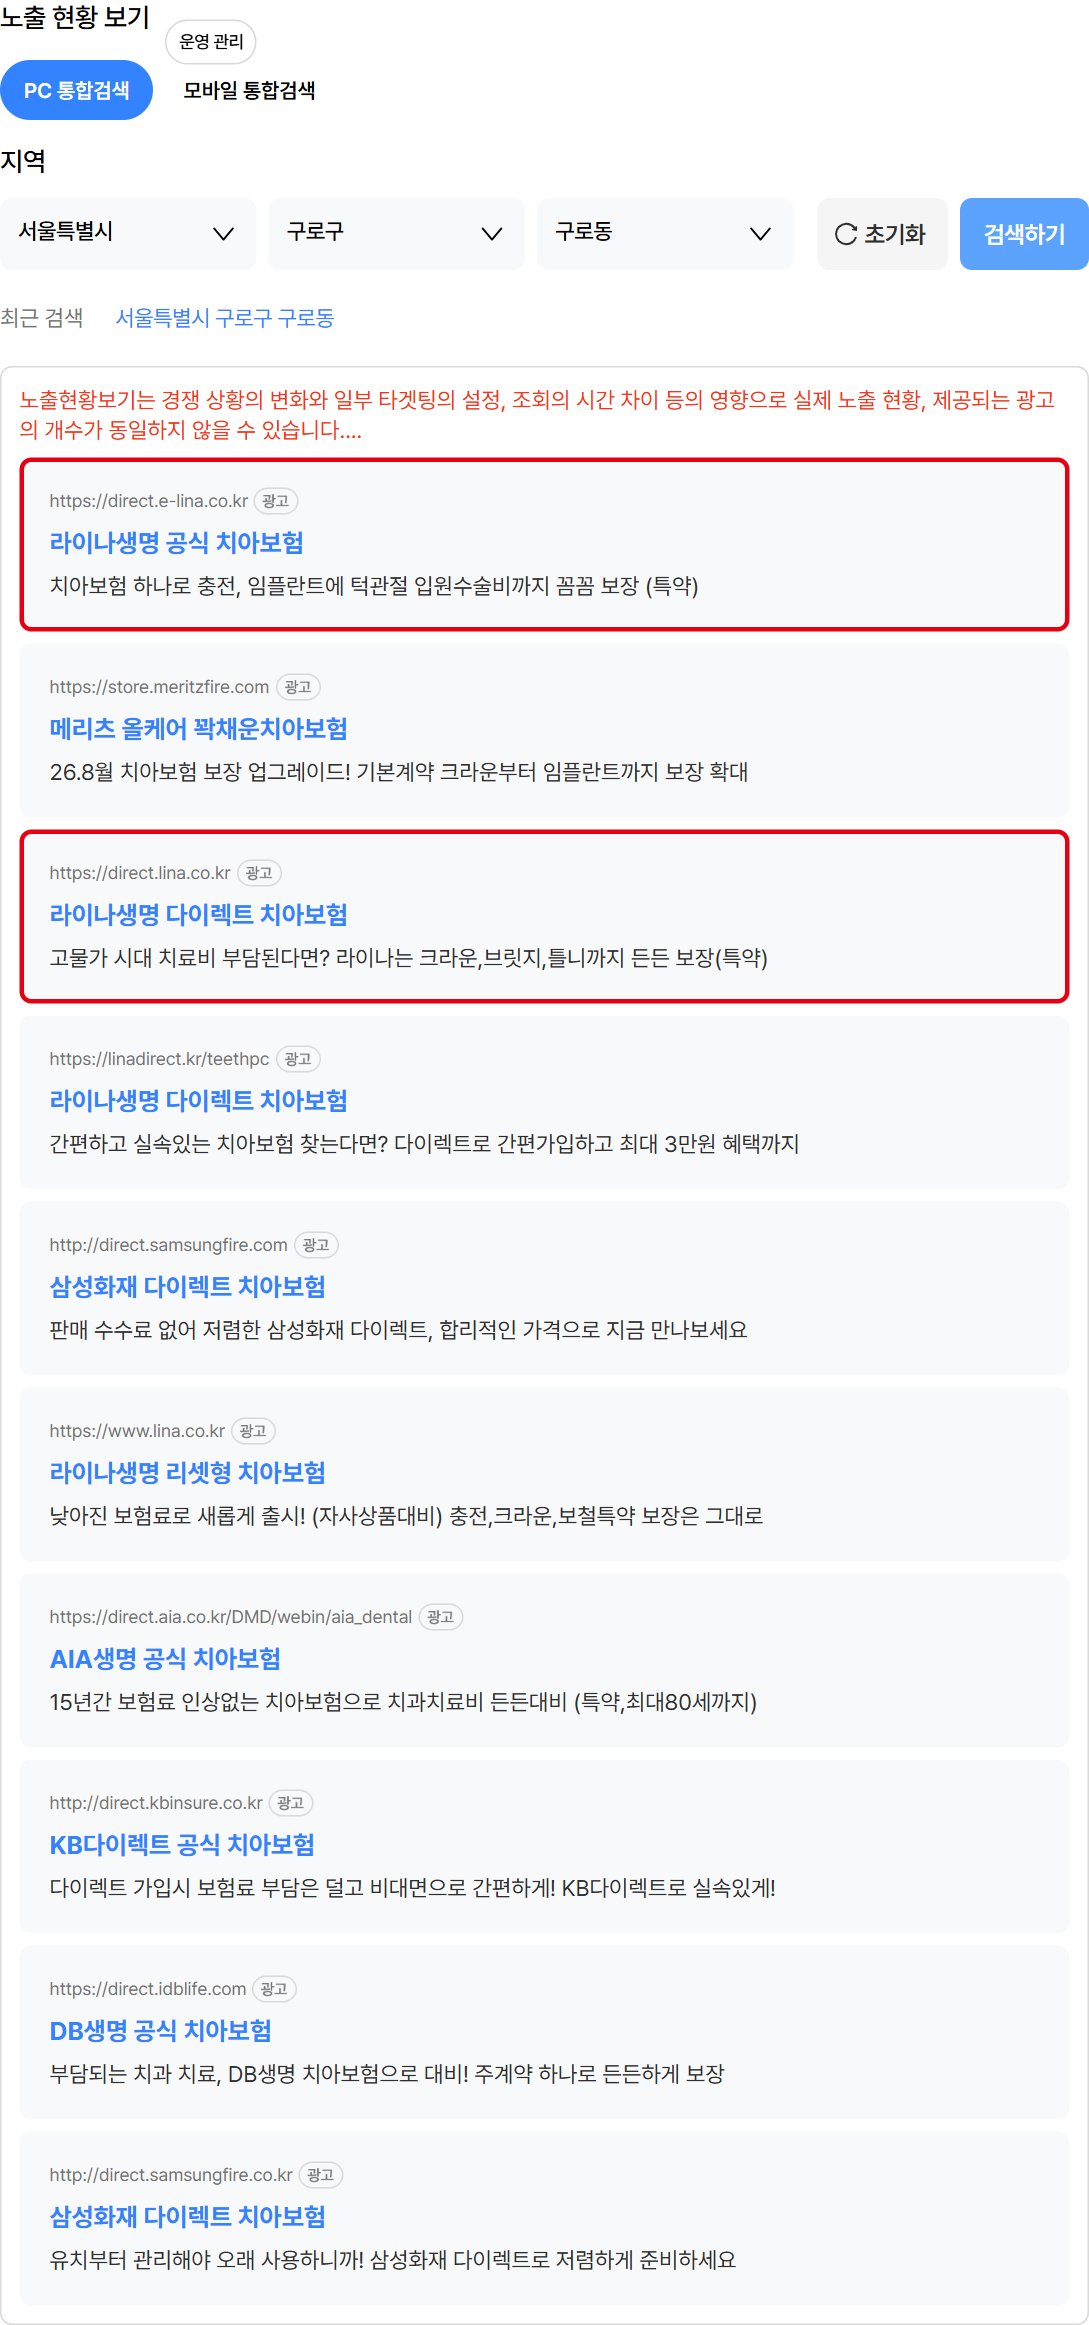 노출 현황 보기
운영 관리
PC 통합검색
모바일 통합검색
지역
서울특별시
구로구
구로동
초기화
검색하기
최근 검색
서울특별시 구로구 구로동
노출현황보기는 경쟁 상황의 변화와 일부 타겟팅의 설정, 조회의 시간 차이 등의 영향으로 실제 노출 현황, 제공되는 광고
의 개수가 동일하지 않을 수 있습니다....
https://direct.e-lina.co.kr 광고
라이나생명 공식 치아보험
치아보험 하나로 충전, 임플란트에 턱관절 입원수술비까지 꼼꼼 보장 (특약)
https://store.meritzfire.com 광고
메리츠 올케어 꽉채운치아보험
26.8월 치아보험 보장 업그레이드! 기본계약 크라운부터 임플란트까지 보장 확대
https://direct.lina.co.kr 광고
라이나생명 다이렉트 치아보험
고물가 시대 치료비 부담된다면? 라이나는 크라운,브릿지,틀니까지 든든 보장(특약)
https://linadirect.kr/teethpc 광고
라이나생명 다이렉트 치아보험
간편하고 실속있는 치아보험 찾는다면? 다이렉트로 간편가입하고 최대 3만원 혜택까지
http://direct.samsungfire.com 광고
삼성화재 다이렉트 치아보험
판매 수수료 없어 저렴한 삼성화재 다이렉트, 합리적인 가격으로 지금 만나보세요
https://www.lina.co.kr 광고
라이나생명 리셋형 치아보험
낮아진 보험료로 새롭게 출시! (자사상품대비) 충전,크라운,보철특약 보장은 그대로
https://direct.aia.co.kr/DMD/webin/aia_dental 광고
AIA생명 공식 치아보험
15년간 보험료 인상없는 치아보험으로 치과치료비 든든대비 (특약,최대80세까지)
http://direct.kbinsure.co.kr 광고
KB다이렉트 공식 치아보험
다이렉트 가입시 보험료 부담은 덜고 비대면으로 간편하게! KB다이렉트로 실속있게!
https://direct.idblife.com 광고
DB생명 공식 치아보험
부담되는 치과 치료, DB생명 치아보험으로 대비! 주계약 하나로 든든하게 보장
http://direct.samsungfire.co.kr 광고
삼성화재 다이렉트 치아보험
유치부터 관리해야 오래 사용하니까! 삼성화재 다이렉트로 저렴하게 준비하세요